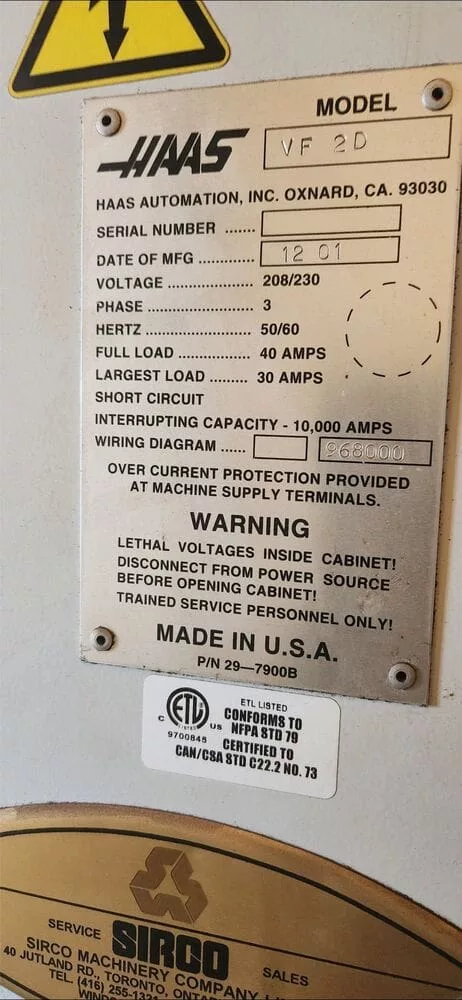 MODEL
HAAS VF 2D
HAAS AUTOMATION, INC. OXNARD, CA. 93030
SERIAL NUMBER ......
DATE OF MFG ............ 12 01
VOLTAGE .................. 208/230
PHASE ...................... 3
HERTZ ...................... 50/60
FULL LOAD ............... 40 AMPS
LARGEST LOAD ......... 30 AMPS
SHORT CIRCUIT
INTERRUPTING CAPACITY - 10,000 AMPS
WIRING DIAGRAM ...... 968000
OVER CURRENT PROTECTION PROVIDED
AT MACHINE SUPPLY TERMINALS.
WARNING
LETHAL VOLTAGES INSIDE CABINET!
DISCONNECT FROM POWER SOURCE
BEFORE OPENING CABINET!
TRAINED SERVICE PERSONNEL ONLY!
MADE IN U.S.A.
P/N 29—7900B
ETL LISTED
CONFORMS TO
NFPA STD 79
C ETL US
9700845
CERTIFIED TO
CAN/CSA STD C22.2 NO. 73
SERVICE SIRCO SALES
SIRCO MACHINERY COMPANY
40 JUTLAND RD., TORONTO,
TEL. (416)